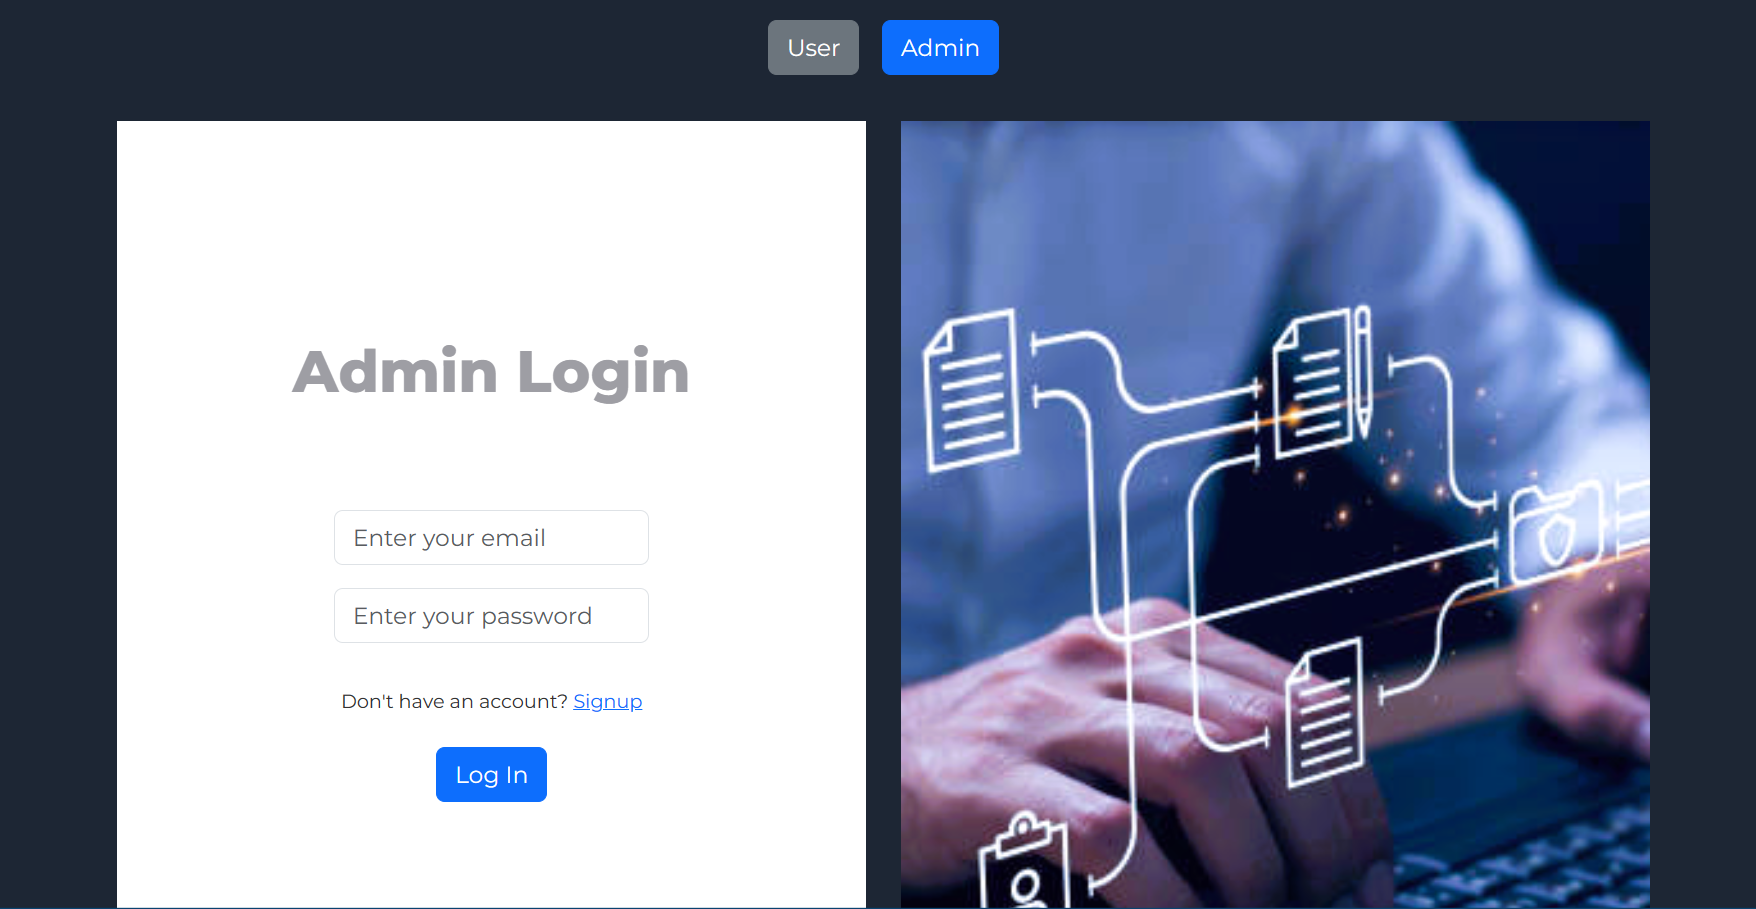 User
Admin
Admin Login
Enter your email
Enter your password
Don't have an account? Signup
Log In